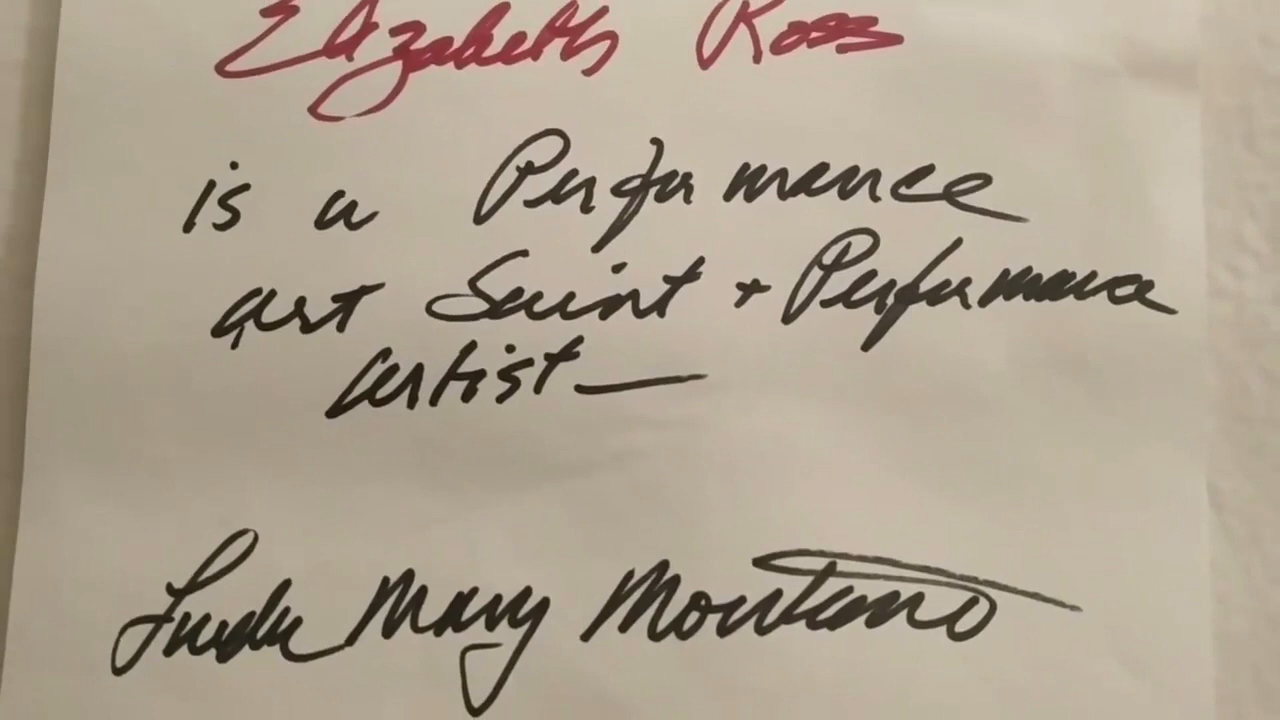 Elizabeth Ross
is a Performance
art Saint + Performance
artist—
Linda Mary Montano